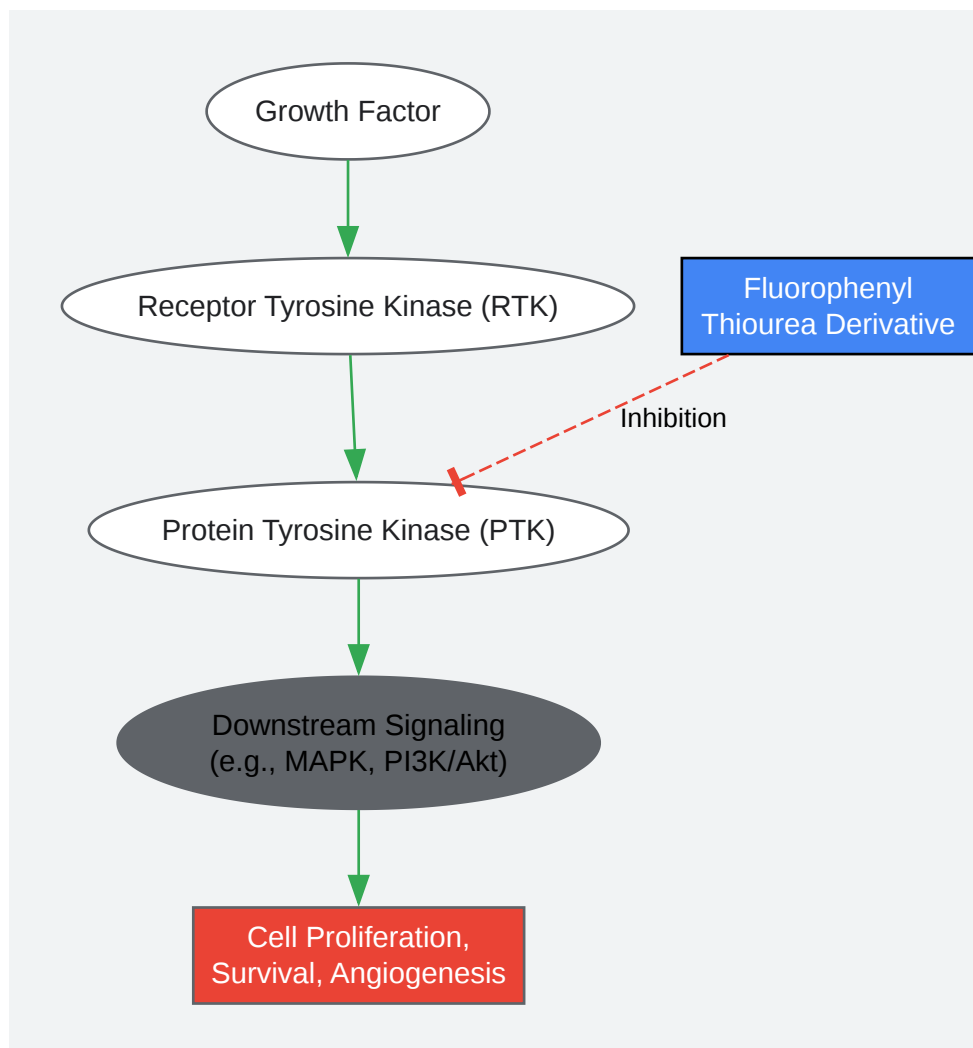 Growth Factor
Receptor Tyrosine Kinase (RTK)
Fluorophenyl
Thiourea Derivative
Inhibition
Protein Tyrosine Kinase (PTK)
Downstream Signaling
(e.g., MAPK, PI3K/Akt)
Cell Proliferation,
Survival, Angiogenesis